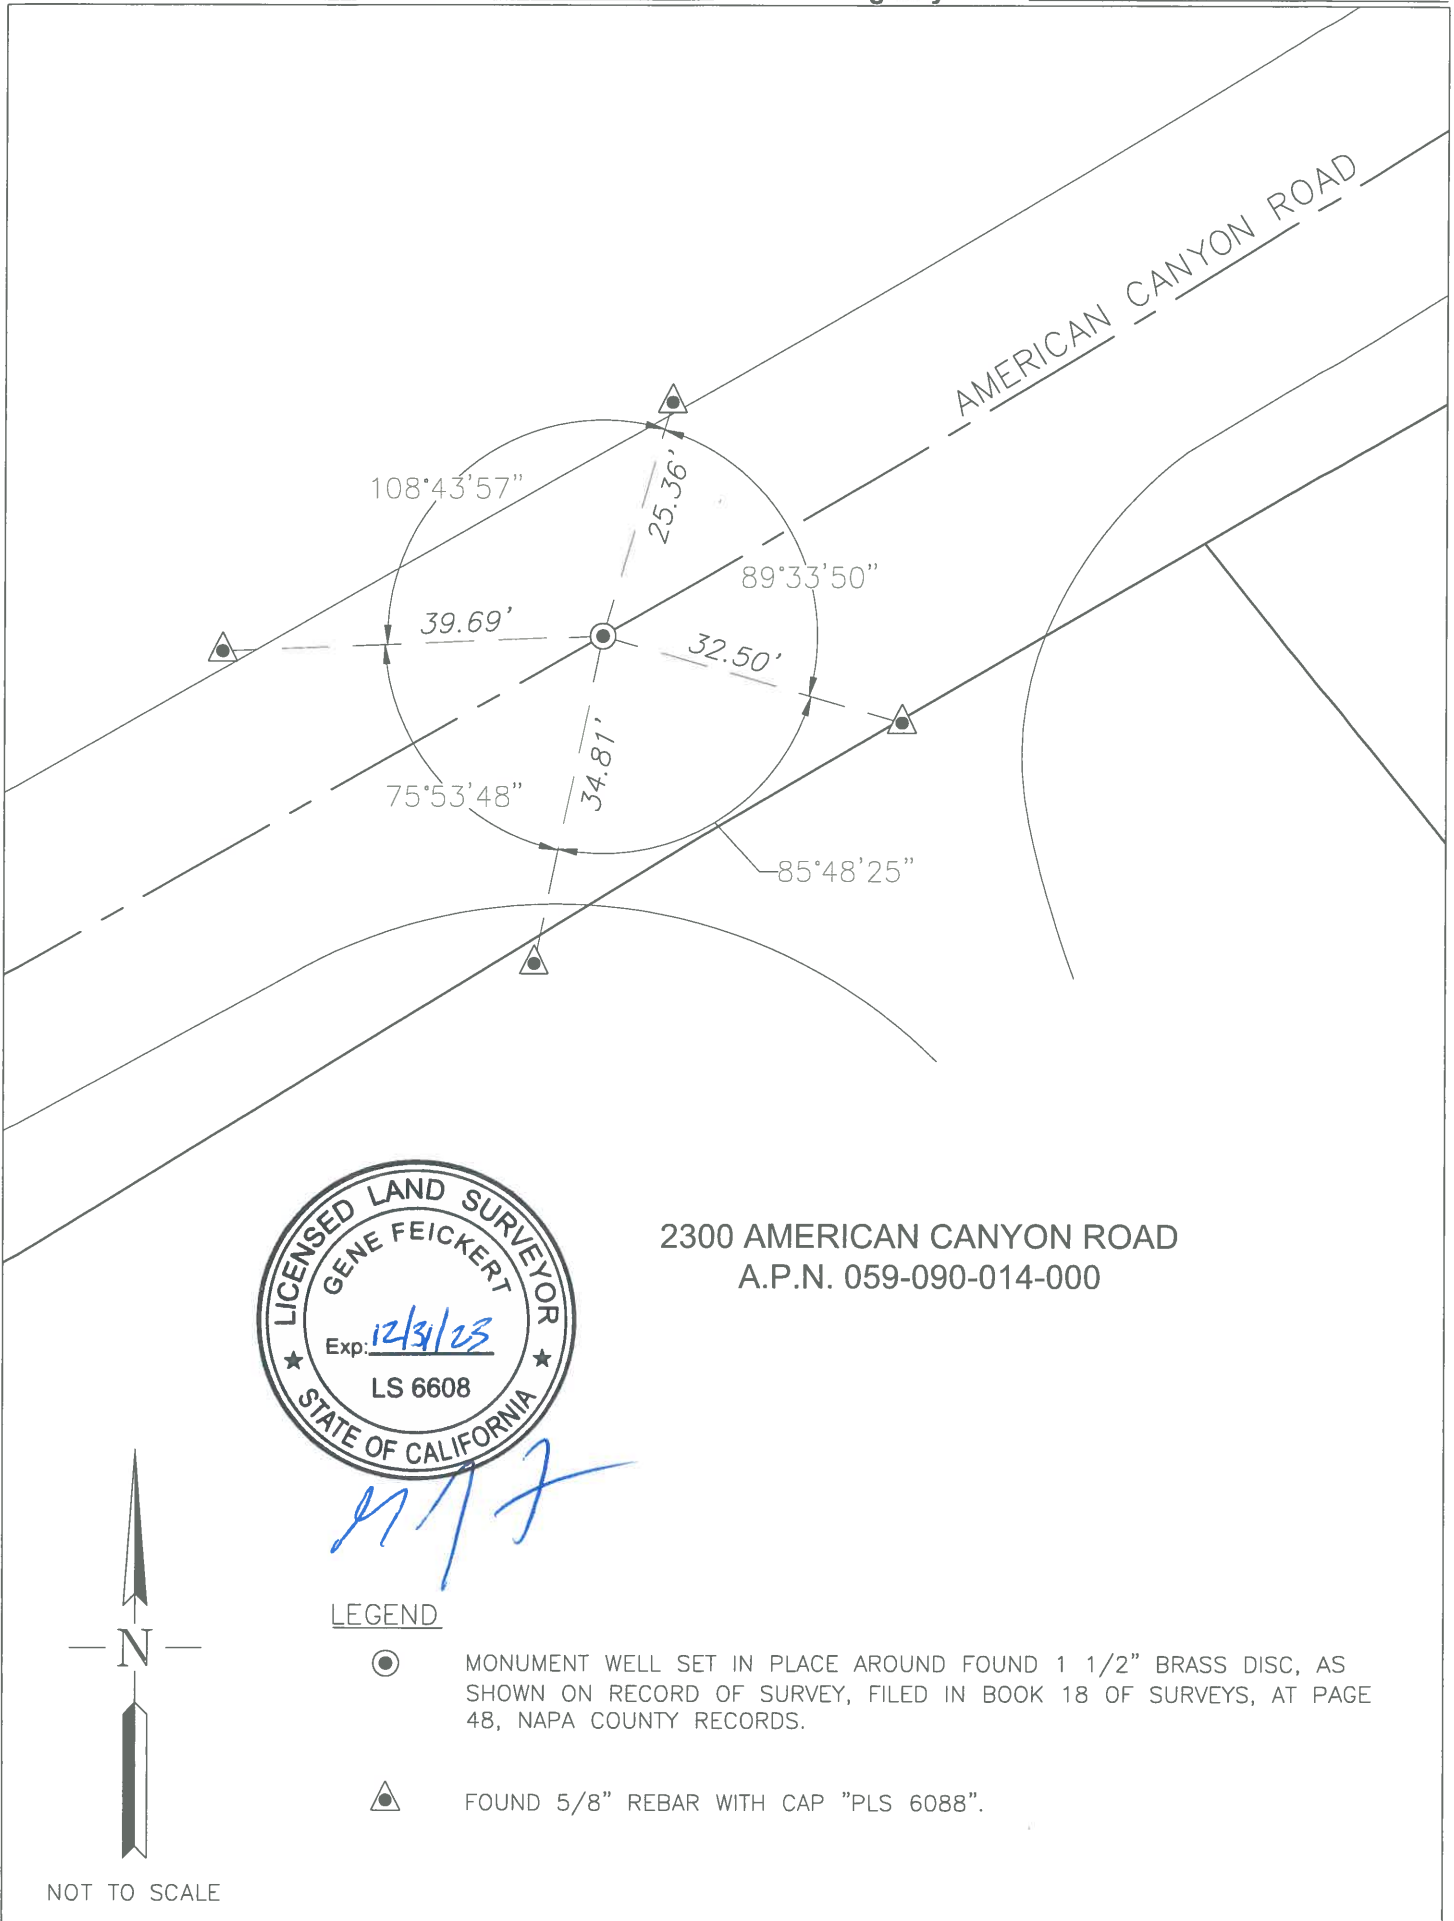 AMERICAN CANYON ROAD
108°43'57"
25.36'
89°33'50"
39.69'
32.50'
34.81'
75°53'48"
85°48'25"
LICENSED LAND SURVEYOR
GENE FEICKERT
Exp: 12/31/23
LS 6608
STATE OF CALIFORNIA
2300 AMERICAN CANYON ROAD
A.P.N. 059-090-014-000
N
NOT TO SCALE
LEGEND
MONUMENT WELL SET IN PLACE AROUND FOUND 1 1/2" BRASS DISC, AS
SHOWN ON RECORD OF SURVEY, FILED IN BOOK 18 OF SURVEYS, AT PAGE
48, NAPA COUNTY RECORDS.
FOUND 5/8" REBAR WITH CAP "PLS 6088".